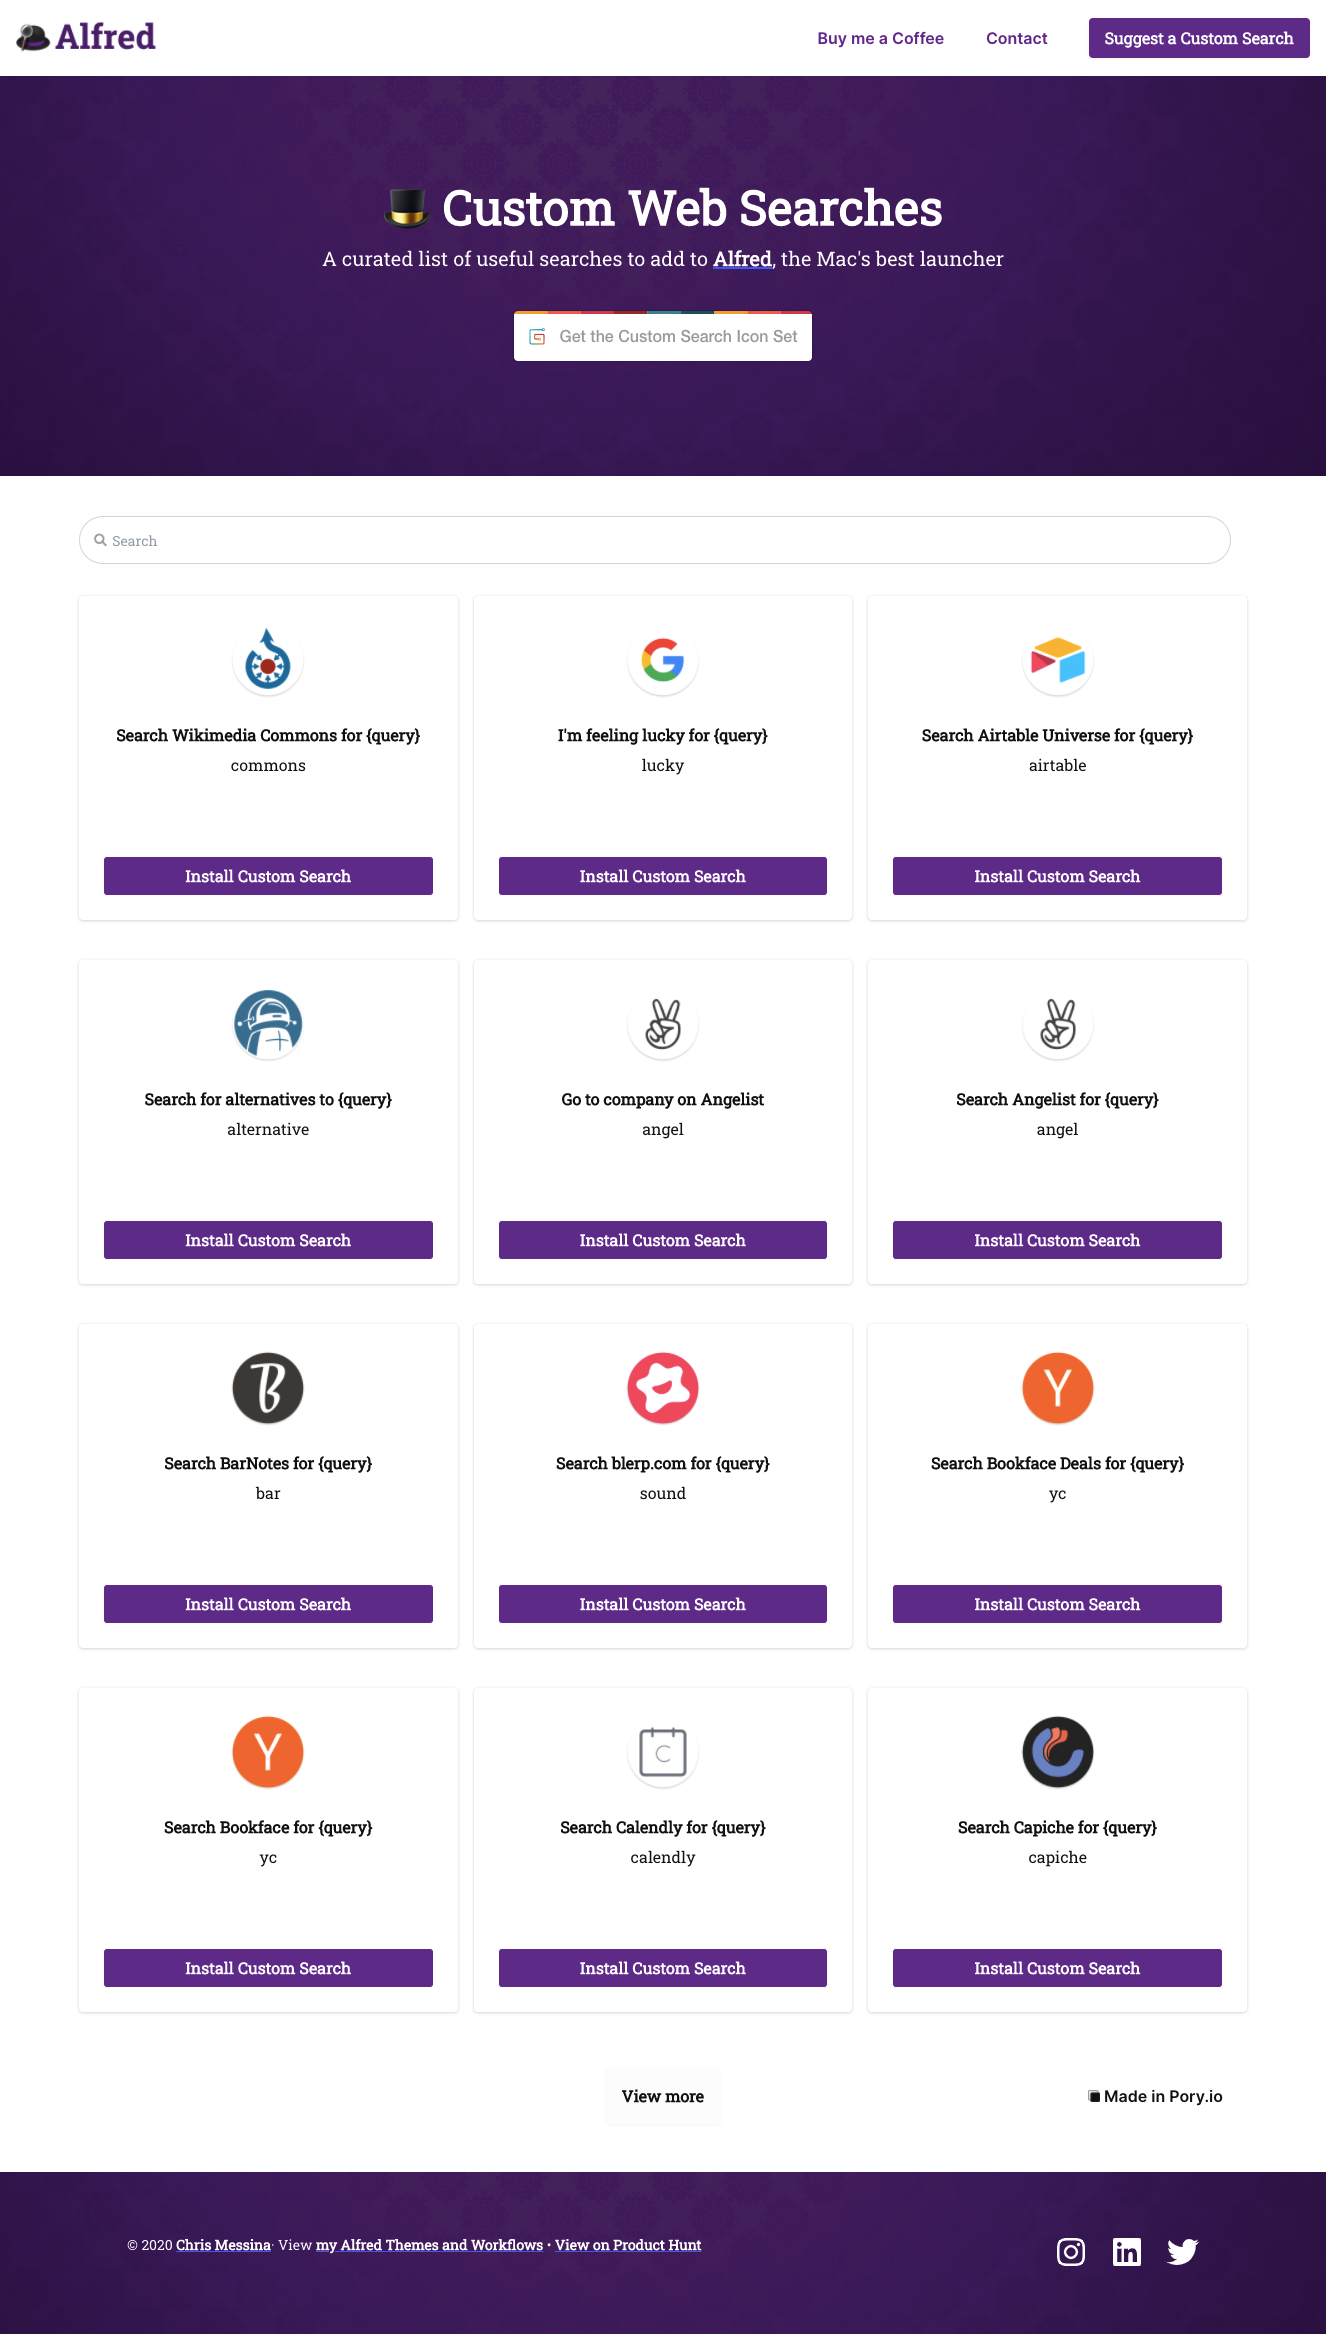 Alfred
Buy me a Coffee
Contact
Suggest a Custom Search
Custom Web Searches
A curated list of useful searches to add to Alfred, the Mac's best launcher
Get the Custom Search Icon Set
Search
Search Wikimedia Commons for {query}
commons
Install Custom Search
I'm feeling lucky for {query}
lucky
Install Custom Search
Search Airtable Universe for {query}
airtable
Install Custom Search
Search for alternatives to {query}
alternative
Install Custom Search
Go to company on Angelist
angel
Install Custom Search
Search Angelist for {query}
angel
Install Custom Search
B
Search BarNotes for {query}
bar
Install Custom Search
Search blerp.com for {query}
sound
Install Custom Search
Y
Search Bookface Deals for {query}
yc
Install Custom Search
Y
Search Bookface for {query}
yc
Install Custom Search
C
Search Calendly for {query}
calendly
Install Custom Search
Search Capiche for {query}
capiche
Install Custom Search
View more
Made in Pory.io
© 2020 Chris Messina· View my Alfred Themes and Workflows • View on Product Hunt